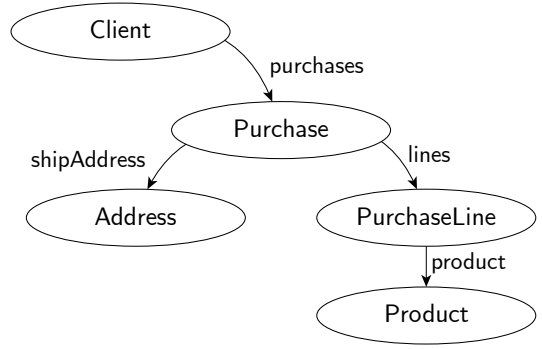 Client
purchases
Purchase
shipAddress
lines
Address
PurchaseLine
product
Product